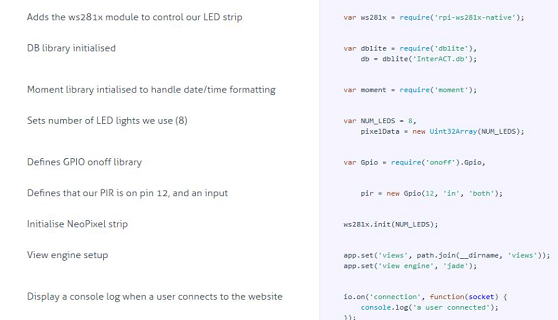 Adds the ws281x module to control our LED strip
var ws281x = require('rpi-ws281x-native');
DB library initialised
var dblite = require('dblite'),
db = dblite('InterACT.db');
Moment library intialised to handle date/time formatting
var moment = require('moment');
Sets number of LED lights we use (8)
var NUM_LEDS = 8,
pixelData = new Uint32Array(NUM_LEDS);
Defines GPIO onoff library
var Gpio = require('onoff').Gpio,
Defines that our PIR is on pin 12, and an input
pir = new Gpio(12, 'in', 'both');
Initialise NeoPixel strip
ws281x.init(NUM_LEDS);
View engine setup
app.set('views', path.join(__dirname, 'views'));
app.set('view engine', 'jade');
Display a console log when a user connects to the website
io.on('connection', function(socket) {
console.log('a user connected');
});